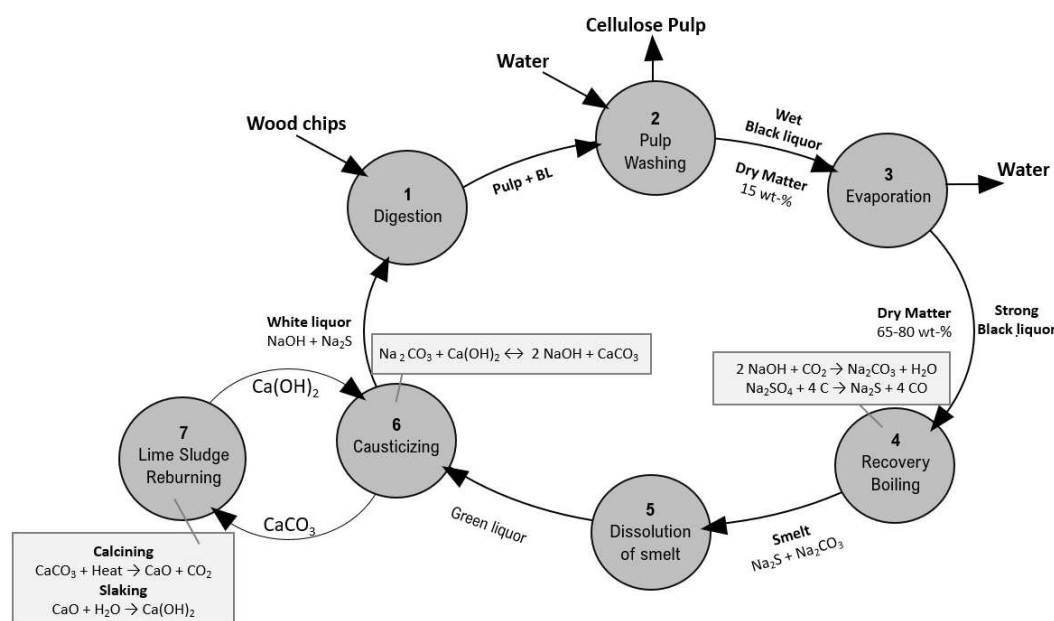 Cellulose Pulp
Water
Wood chips
2
Pulp
Washing
Wet
Black liquor
Dry Matter
15 wt-%
3
Evaporation
Water
1
Digestion
Pulp + BL
White liquor
NaOH + Na₂S
Na ₂ CO₃ + Ca(OH)₂ ↔ 2 NaOH + CaCO₃
Dry Matter
65-80 wt-%
Strong
Black liquor
2 NaOH + CO₂ → Na₂CO₃ + H₂O
Na₂SO₄ + 4 C → Na₂S + 4 CO
Ca(OH)₂
7
Lime Sludge
Reburning
6
Causticizing
4
Recovery
Boiling
CaCO₃
Green liquor
5
Dissolution
of smelt
Smelt
Na₂S + Na₂CO₃
Calcining
CaCO₃ + Heat → CaO + CO₂
Slaking
CaO + H₂O → Ca(OH)₂